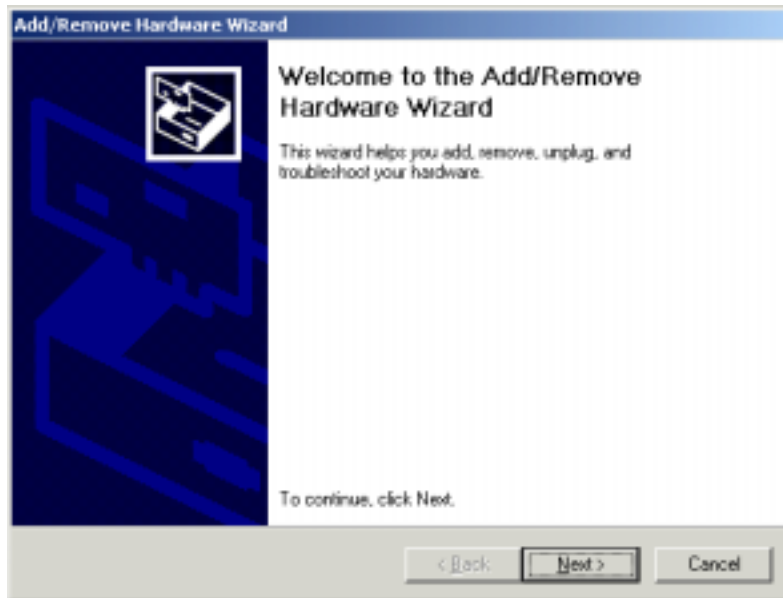 Add/Remove Hardware Wizard
Welcome to the Add/Remove
Hardware Wizard
This wizard helps you add, remove, unplug, and
troubleshoot your hardware.
To continue, click Next.
< Back
Next >
Cancel